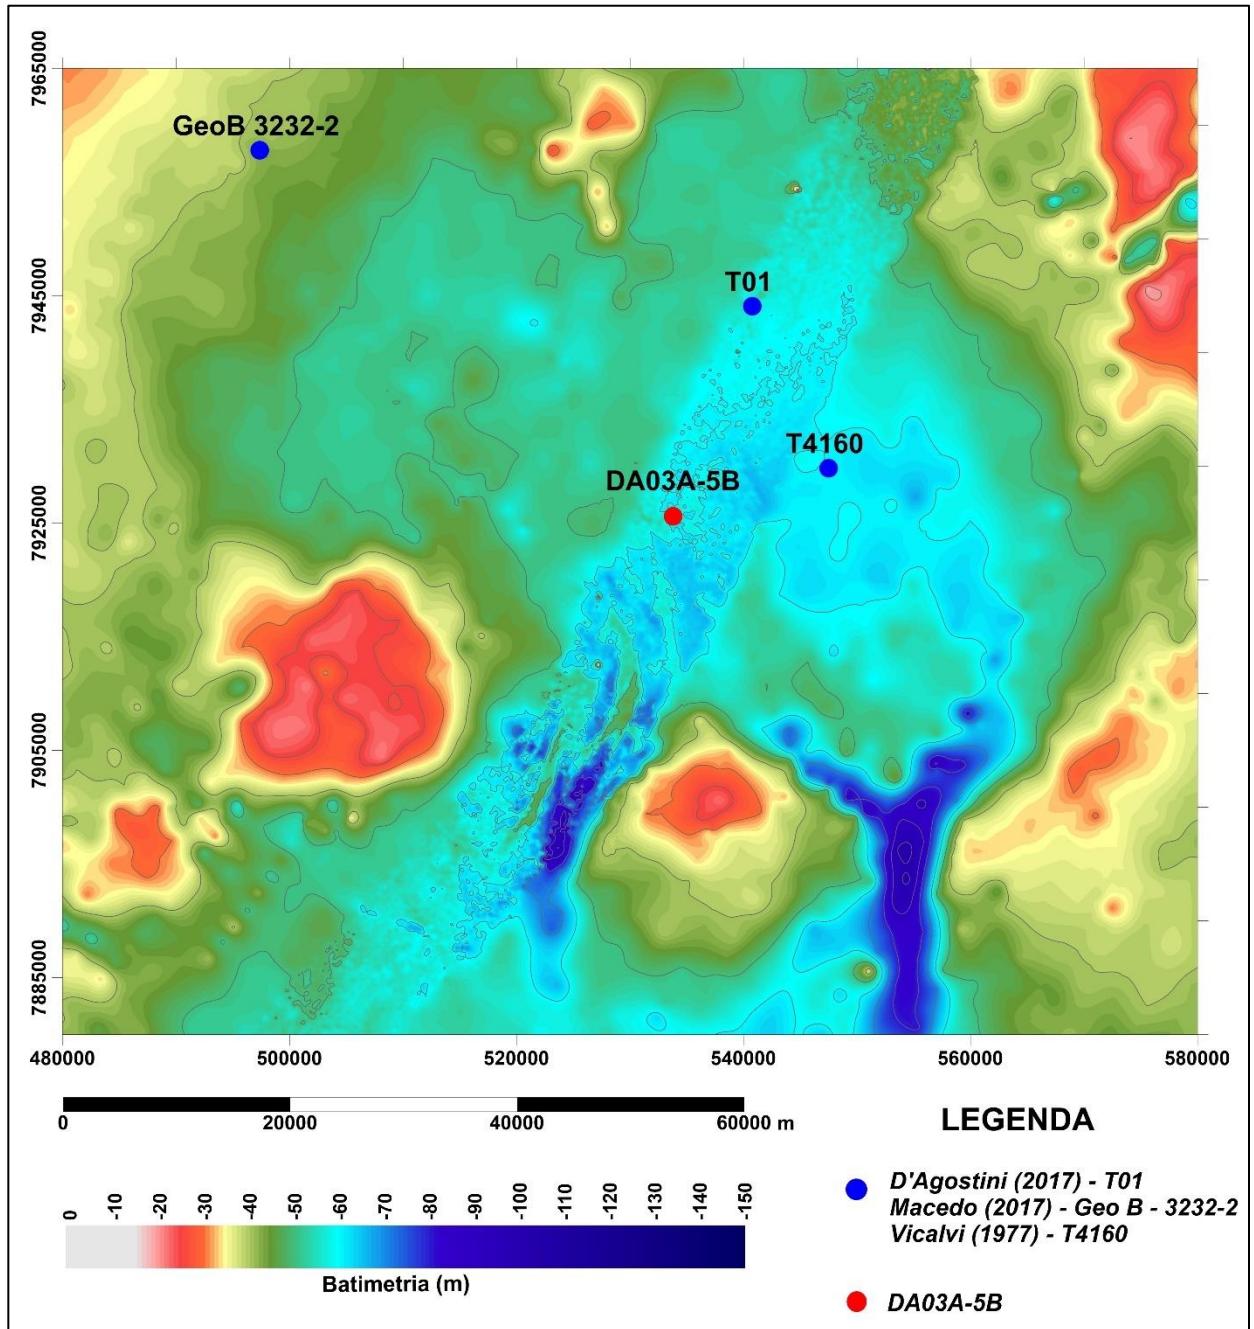 7965000
GeoB 3232-2
7945000
T01
T4160
DA03A-5B
7925000
7905000
7885000
480000 500000 520000 540000 560000 580000
0 20000 40000 60000 m
LEGENDA
0 -10 -20 -30 -40 -50 -60 -70 -80 -90 -100 -110 -120 -130 -140 -150
Batimetria (m)
D'Agostini (2017) - T01
Macedo (2017) - Geo B - 3232-2
Vicalvi (1977) - T4160
DA03A-5B